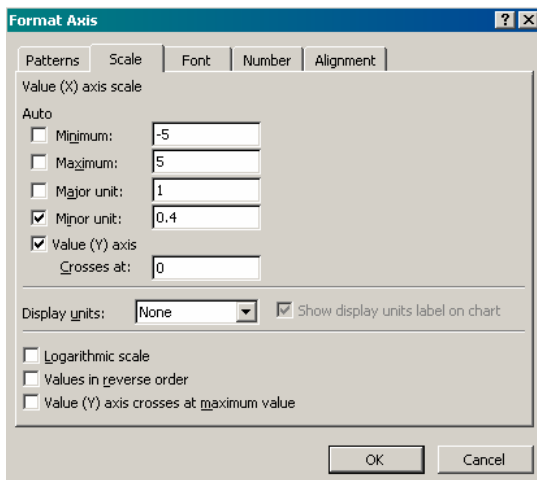 Format Axis
Patterns Scale Font Number Alignment
Value (X) axis scale
Auto
Minimum: -5
Maximum: 5
Major unit: 1
Minor unit: 0.4
Value (Y) axis
Crosses at: 0
Display units: None Show display units label on chart
Logarithmic scale
Values in reverse order
Value (Y) axis crosses at maximum value
OK Cancel